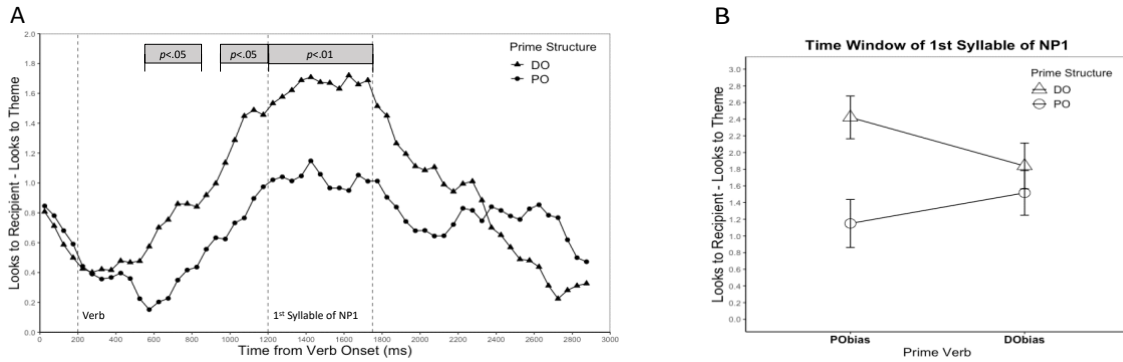 A
Looks to Recipient - Looks to Theme
2.0
1.8
1.6
1.4
1.2
1.0
0.8
0.6
0.4
0.2
0.0
p<.05
p<.05
p<.01
Prime Structure
DO
PO
Verb
1st Syllable of NP1
0 200 400 600 800 1000 1200 1400 1600 1800 2000 2200 2400 2600 2800 3000
Time from Verb Onset (ms)
B
Time Window of 1st Syllable of NP1
Looks to Recipient - Looks to Theme
3.0
2.8
2.6
2.4
2.2
2.0
1.8
1.6
1.4
1.2
1.0
0.8
0.6
0.4
0.2
0.0
Prime Structure
DO
PO
PObias DObias
Prime Verb